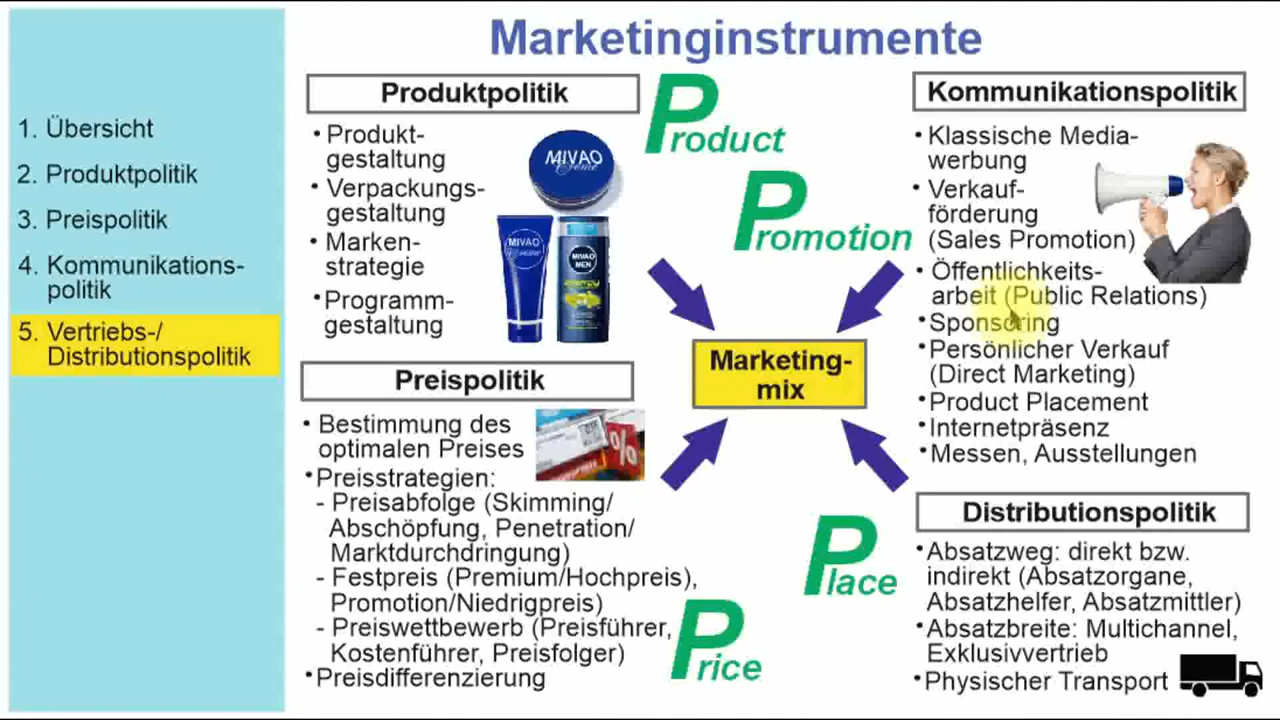 Marketinginstrumente
1. Übersicht
2. Produktpolitik
3. Preispolitik
4. Kommunikations-
politik
5. Vertriebs-/
Distributionspolitik
Produktpolitik
• Produkt-
gestaltung
• Verpackungs-
gestaltung
• Marken-
strategie
• Programm-
gestaltung
MIVAO
Creme
MIVAO
Creme
MIVAO
MEN
Product
Promotion
Kommunikationspolitik
• Klassische Media-
werbung
• Verkauf-
förderung
(Sales Promotion)
• Öffentlichkeits-
arbeit (Public Relations)
• Sponsoring
• Persönlicher Verkauf
(Direct Marketing)
• Product Placement
• Internetpräsenz
• Messen, Ausstellungen
Marketing-
mix
Preispolitik
• Bestimmung des
optimalen Preises
• Preisstrategien:
- Preisabfolge (Skimming/
Abschöpfung, Penetration/
Marktdurchdringung)
- Festpreis (Premium/Hochpreis),
Promotion/Niedrigpreis)
- Preiswettbewerb (Preisführer,
Kostenführer, Preisfolger)
• Preisdifferenzierung
%
Price
Place
Distributionspolitik
• Absatzweg: direkt bzw.
indirekt (Absatzorgane,
Absatzhelfer, Absatzmittler)
• Absatzbreite: Multichannel,
Exklusivvertrieb
• Physischer Transport